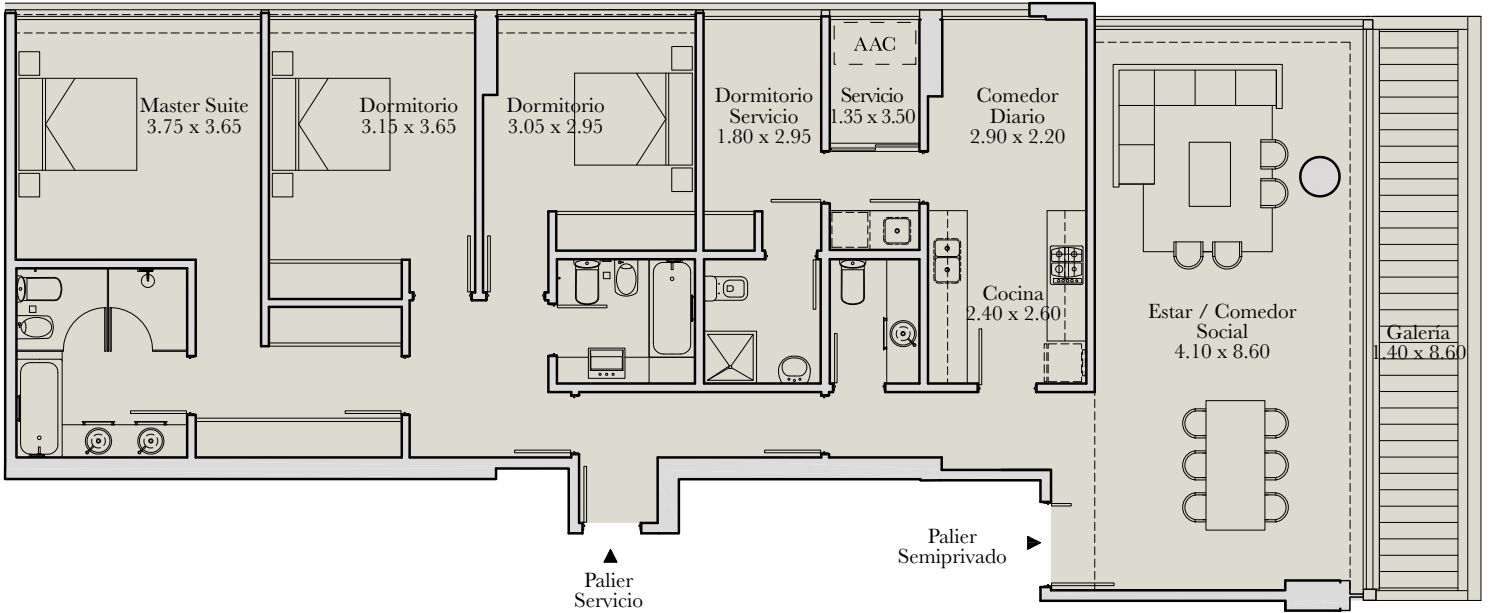 Master Suite
3.75 x 3.65
Dormitorio
3.15 x 3.65
Dormitorio
3.05 x 2.95
Dormitorio
Servicio
1.80 x 2.95
AAC
Servicio
1.35 x 3.50
Comedor
Diario
2.90 x 2.20
Cocina
2.40 x 2.60
Estar / Comedor
Social
4.10 x 8.60
Galería
1.40 x 8.60
Palier
Semiprivado
Palier
Servicio